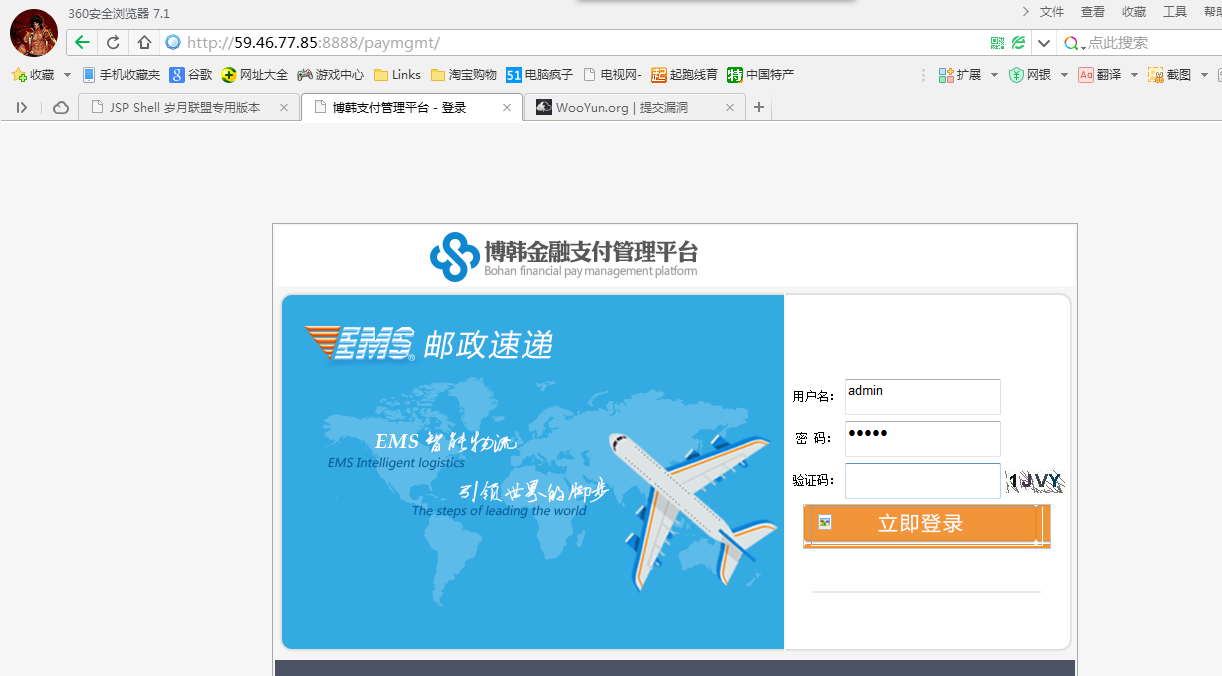 360安全浏览器 7.1
文件 查看 收藏 工具 帮助
http://59.46.77.85:8888/paymgmt/
点此搜索
收藏 手机收藏夹 谷歌 网址大全 游戏中心 Links 淘宝购物 51 电脑疯子 电视网- 起跑线育 特 中国特产 扩展 网银 Aa 翻译 截图
JSP Shell 岁月联盟专用版本 博韩支付管理平台 - 登录 WooYun.org | 提交漏洞
博韩金融支付管理平台
Bohan financial pay management platform
EMS® 邮政速递
EMS 智能物流
EMS Intelligent logistics
引领世界的脚步
The steps of leading the world
用户名: admin
密 码: •••••
验证码: 1JVY
立即登录